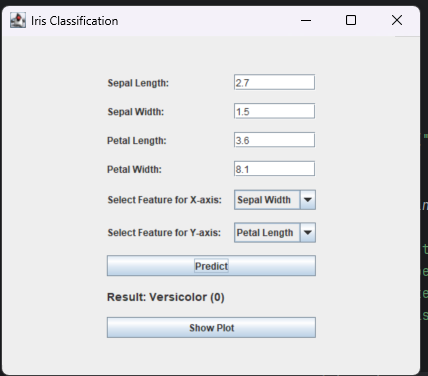 Iris Classification
Sepal Length: 2.7
Sepal Width: 1.5
Petal Length: 3.6
Petal Width: 8.1
Select Feature for X-axis: Sepal Width
Select Feature for Y-axis: Petal Length
Predict
Result: Versicolor (0)
Show Plot